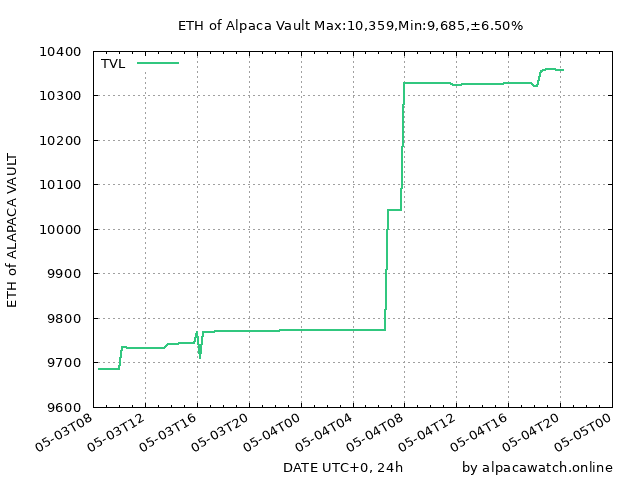 ETH of Alpaca Vault Max:10,359,Min:9,685,±6.50%
TVL
10400
10300
10200
10100
10000
9900
9800
9700
9600
ETH of ALAPACA VAULT
05-03T08
05-03T12
05-03T16
05-03T20
05-04T00
05-04T04
05-04T08
05-04T12
05-04T16
05-04T20
05-05T00
DATE UTC+0, 24h
by alpacawatch.online